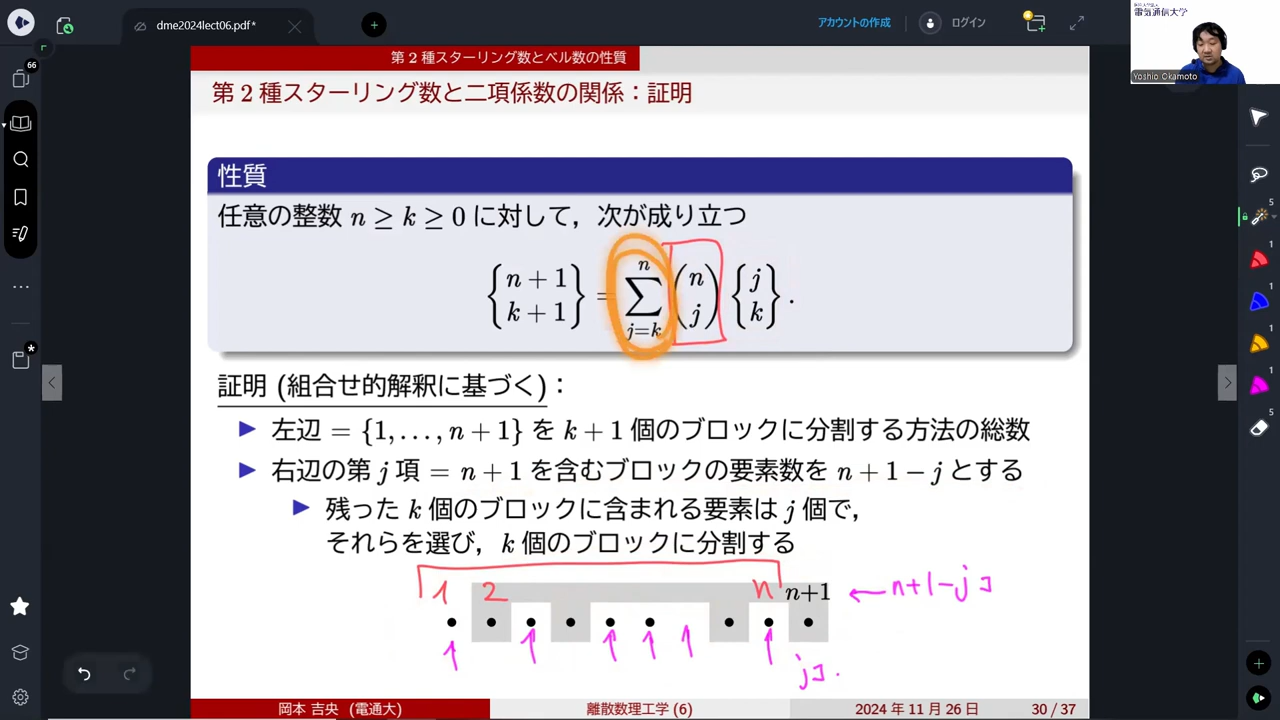 dme2024lect06.pdf*
アカウントの作成
ログイン
電気通信大学
Yoshio Okamoto
66
第 2 種スターリング数とベル数の性質
第 2 種スターリング数と二項係数の関係：証明
性質
任意の整数 n ≥ k ≥ 0 に対して，次が成り立つ
{n + 1 \\ k + 1} = ∑_{j=k}^{n} (n \\ j) {j \\ k} .
証明 (組合せ的解釈に基づく)：
▶ 左辺 = {1, . . . , n + 1} を k + 1 個のブロックに分割する方法の総数
▶ 右辺の第 j 項 = n + 1 を含むブロックの要素数を n + 1 − j とする
▶ 残った k 個のブロックに含まれる要素は j 個で，
それらを選び，k 個のブロックに分割する
1 2 n n+1 ← n+1−jコ
jコ.
岡本 吉央 (電通大)
離散数理工学 (6)
2024 年 11 月 26 日
30 / 37
5
1
1
1
1
5